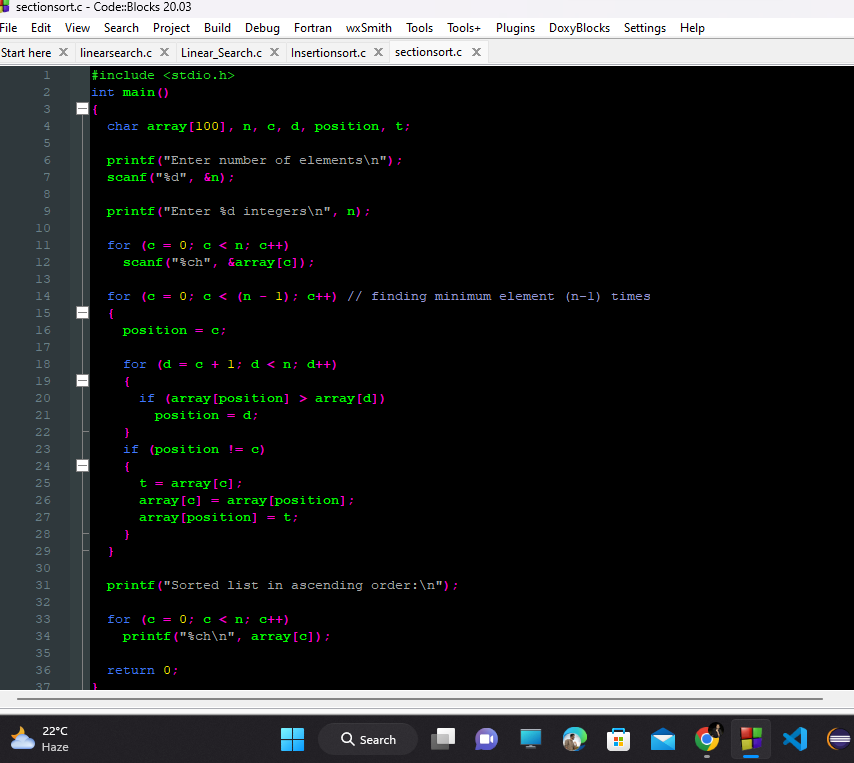 sectionsort.c - Code::Blocks 20.03
File Edit View Search Project Build Debug Fortran wxSmith Tools Tools+ Plugins DoxyBlocks Settings Help
Start here linearsearch.c Linear_Search.c Insertionsort.c sectionsort.c
1 #include <stdio.h>
2 int main()
3 {
4 char array[100], n, c, d, position, t;
5
6 printf("Enter number of elements\n");
7 scanf("%d", &n);
8
9 printf("Enter %d integers\n", n);
10
11 for (c = 0; c < n; c++)
12 scanf("%ch", &array[c]);
13
14 for (c = 0; c < (n - 1); c++) // finding minimum element (n-1) times
15 {
16 position = c;
17
18 for (d = c + 1; d < n; d++)
19 {
20 if (array[position] > array[d])
21 position = d;
22 }
23 if (position != c)
24 {
25 t = array[c];
26 array[c] = array[position];
27 array[position] = t;
28 }
29 }
30
31 printf("Sorted list in ascending order:\n");
32
33 for (c = 0; c < n; c++)
34 printf("%ch\n", array[c]);
35
36 return 0;
37 }
22°C
Haze
Search